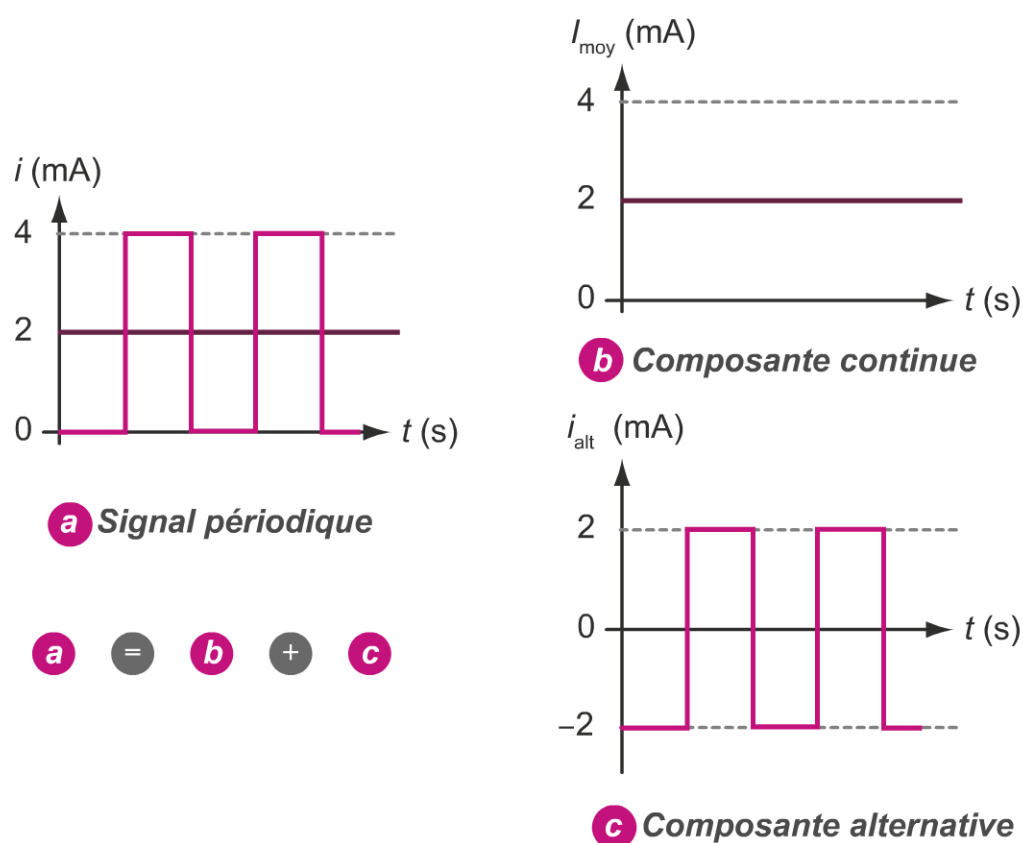 i (mA)
4
2
0
t (s)
a Signal périodique
a = b + c
I moy (mA)
4
2
0
t (s)
b Composante continue
i alt (mA)
2
0
t (s)
–2
c Composante alternative